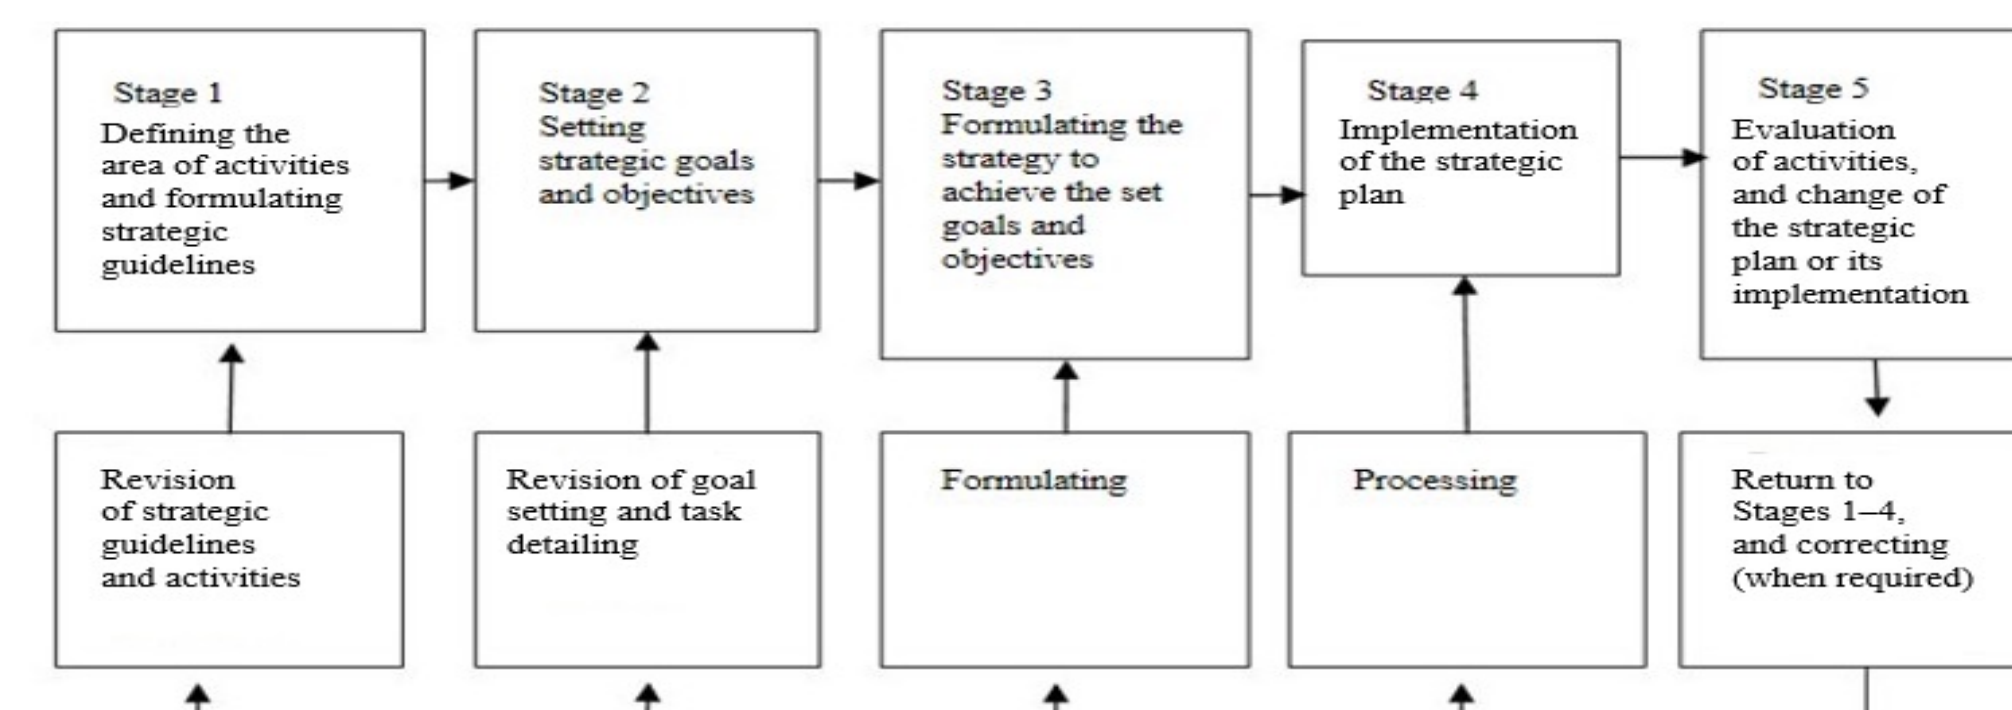 Stage 1
Defining the
area of activities
and formulating
strategic
guidelines
Stage 2
Setting
strategic goals
and objectives
Stage 3
Formulating the
strategy to
achieve the set
goals and
objectives
Stage 4
Implementation
of the strategic
plan
Stage 5
Evaluation
of activities,
and change of
the strategic
plan or its
implementation
Revision
of strategic
guidelines
and activities
Revision of goal
setting and task
detailing
Formulating
Processing
Return to
Stages 1–4,
and correcting
(when required)